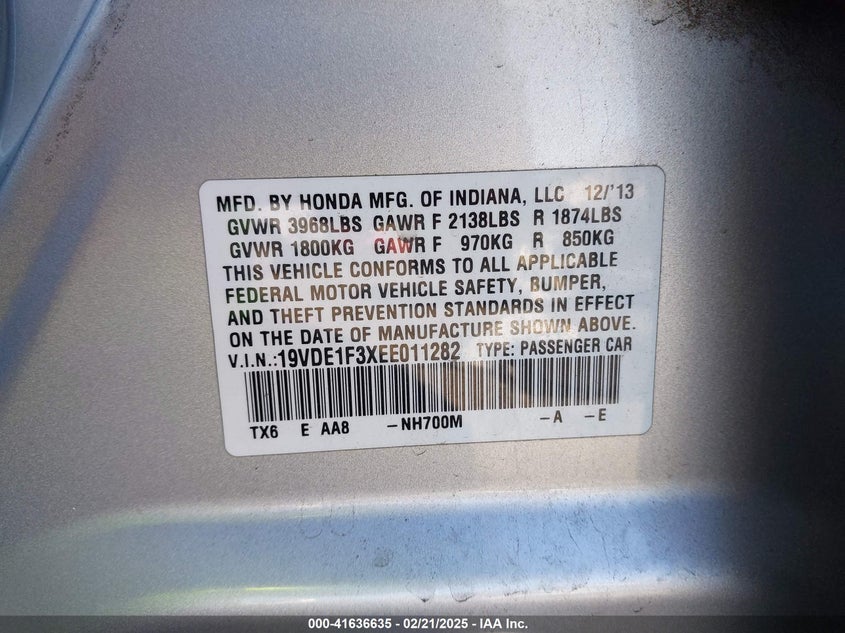 MFD. BY HONDA MFG. OF INDIANA, LLC 12/'13
GVWR 3968LBS GAWR F 2138LBS R 1874LBS
GVWR 1800KG GAWR F 970KG R 850KG
THIS VEHICLE CONFORMS TO ALL APPLICABLE
FEDERAL MOTOR VEHICLE SAFETY, BUMPER,
AND THEFT PREVENTION STANDARDS IN EFFECT
ON THE DATE OF MANUFACTURE SHOWN ABOVE.
V.I.N.:19VDE1F3XEE011282 TYPE: PASSENGER CAR
TX6 E AA8 -NH700M -A -E
000-41636635 - 02/21/2025 - IAA Inc.